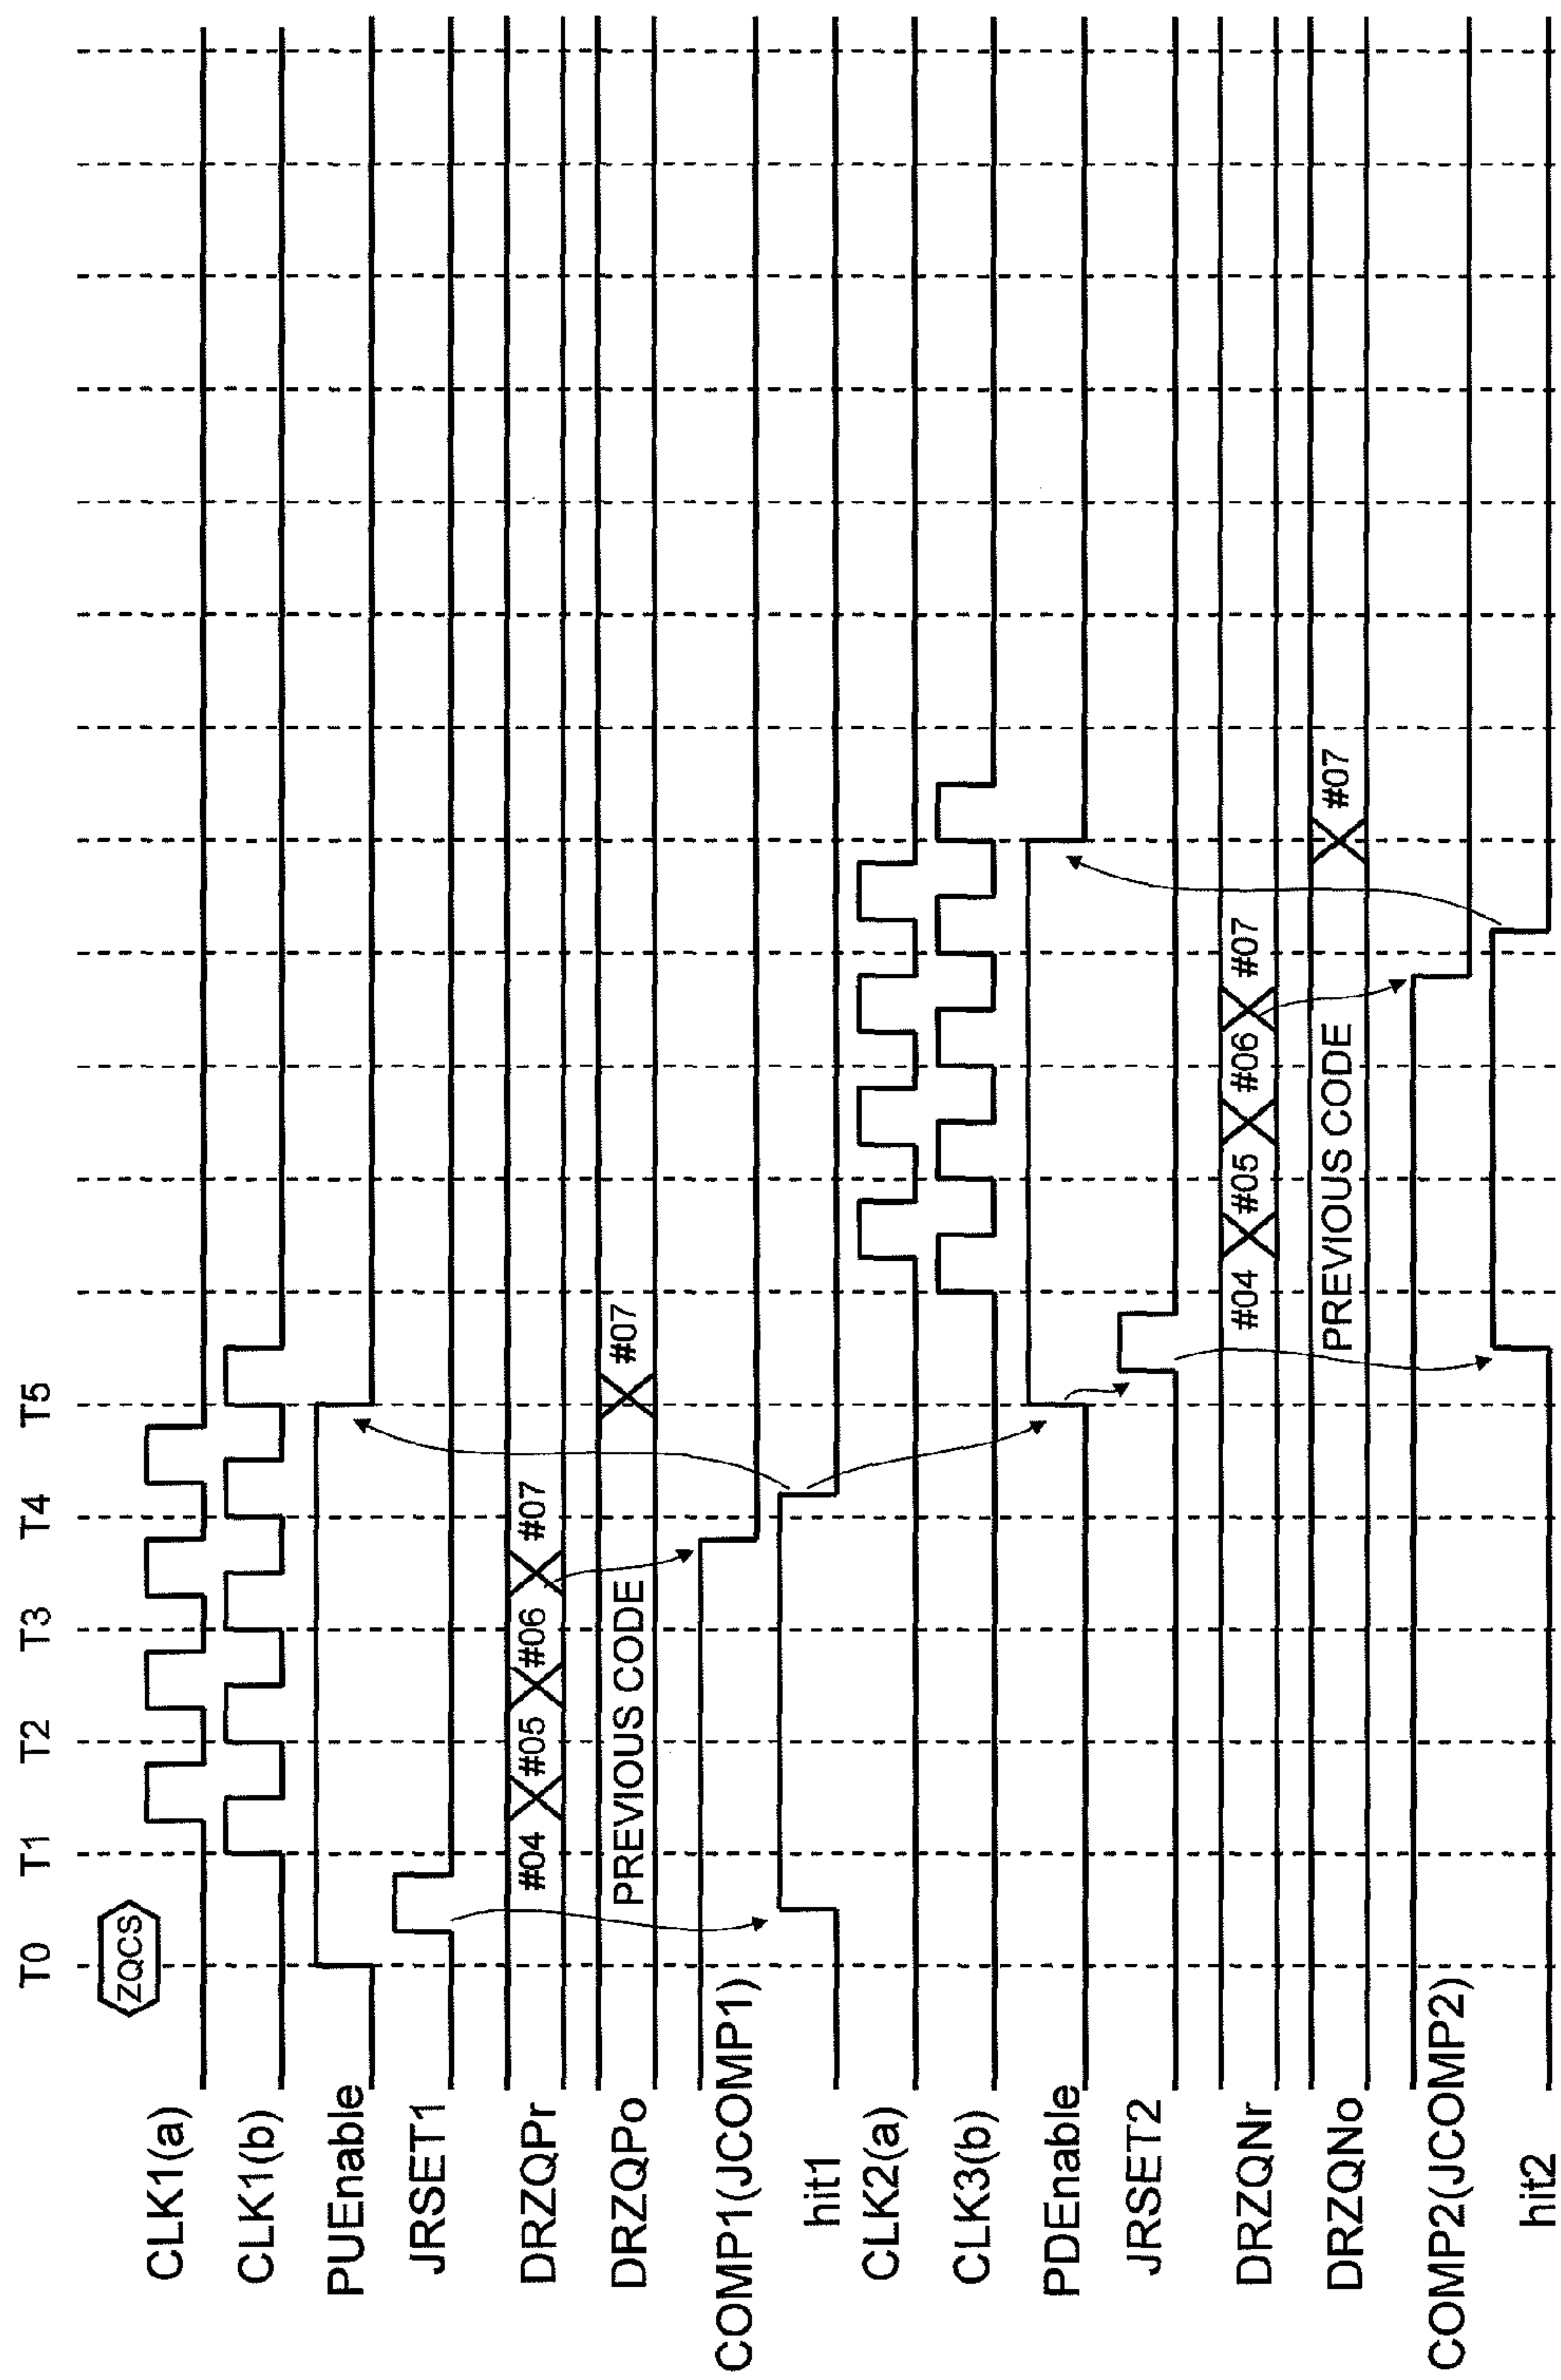 T0 T1 T2 T3 T4 T5
ZQCS
CLK1(a)
CLK1(b)
PUEnable
JRSET1
DRZQPr #04 #05 #06 #07
DRZQPo PREVIOUS CODE #07
COMP1(JCOMP1)
hit1
CLK2(a)
CLK3(b)
PDEnable
JRSET2
DRZQNr #04 #05 #06 #07
DRZQNo PREVIOUS CODE #07
COMP2(JCOMP2)
hit2